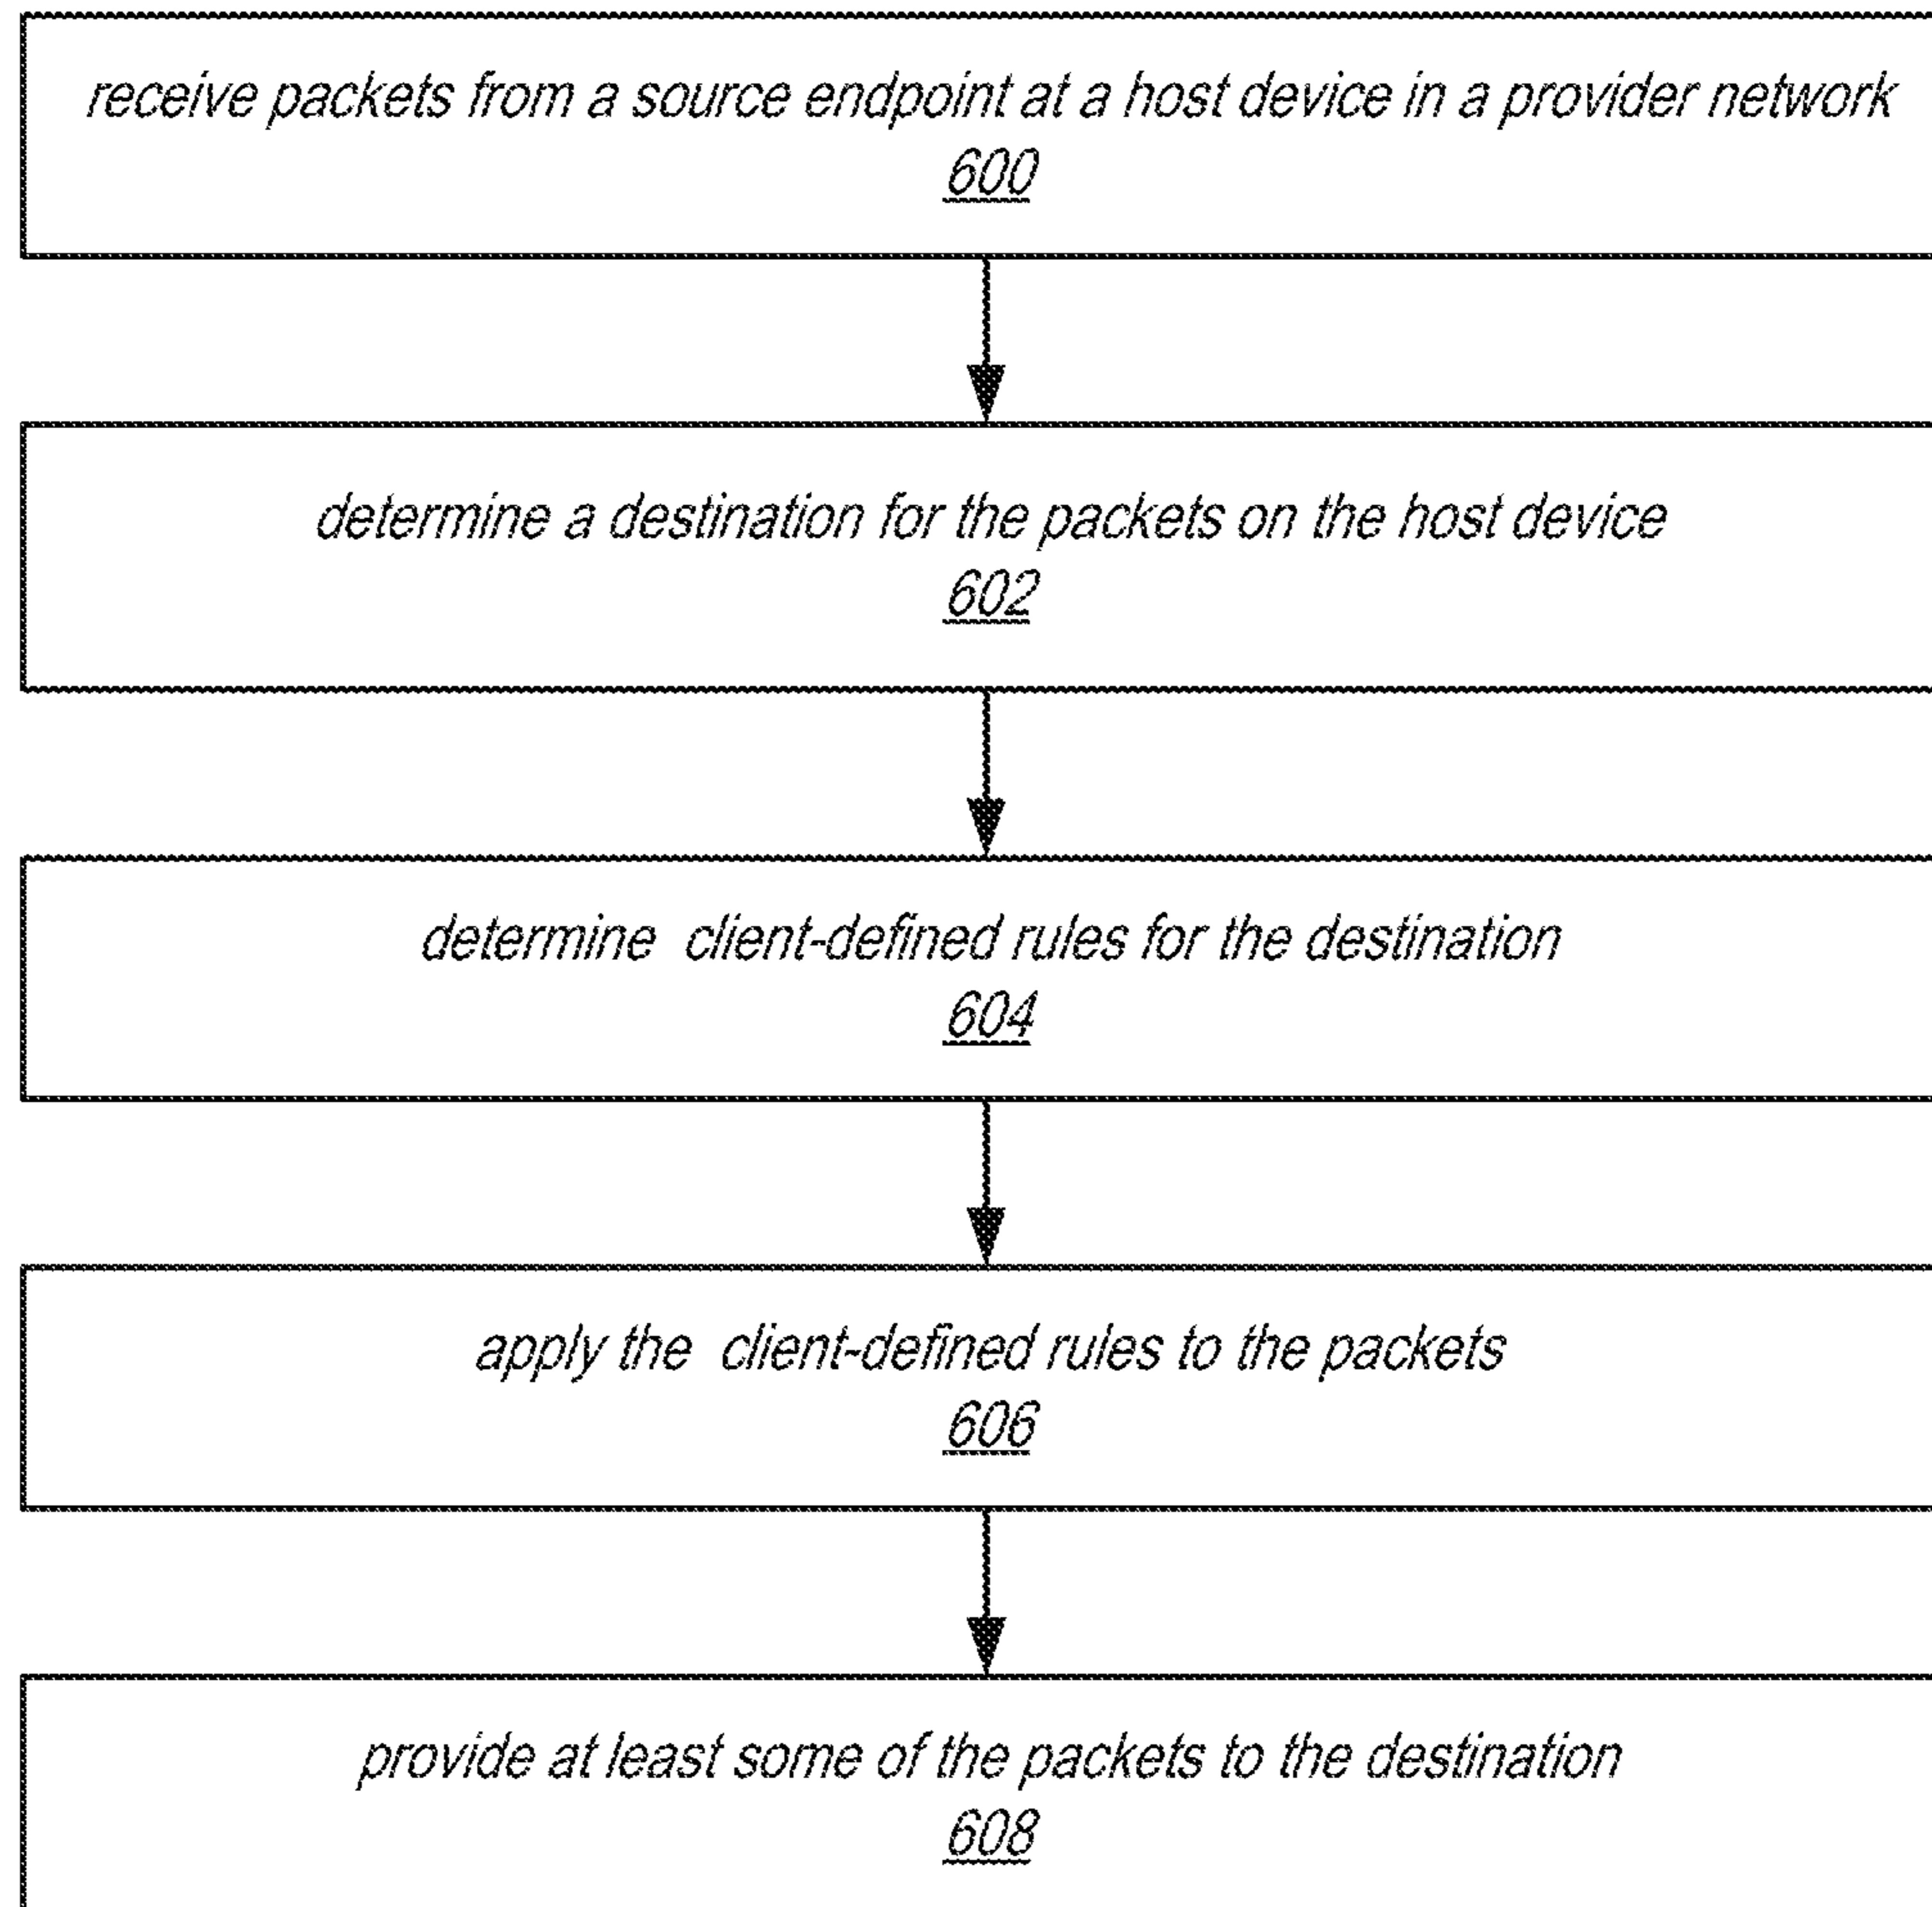 receive packets from a source endpoint at a host device in a provider network
600
determine a destination for the packets on the host device
602
determine client-defined rules for the destination
604
apply the client-defined rules to the packets
606
provide at least some of the packets to the destination
608